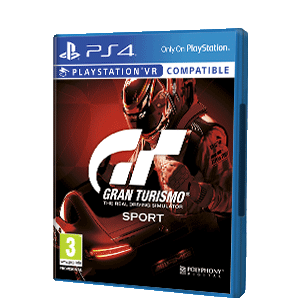 PS4
Only On PlayStation®
PLAYSTATION®VR COMPATIBLE
GT
GRAN TURISMO®
THE REAL DRIVING SIMULATOR
SPORT
3
POLYPHONY
DIGITAL